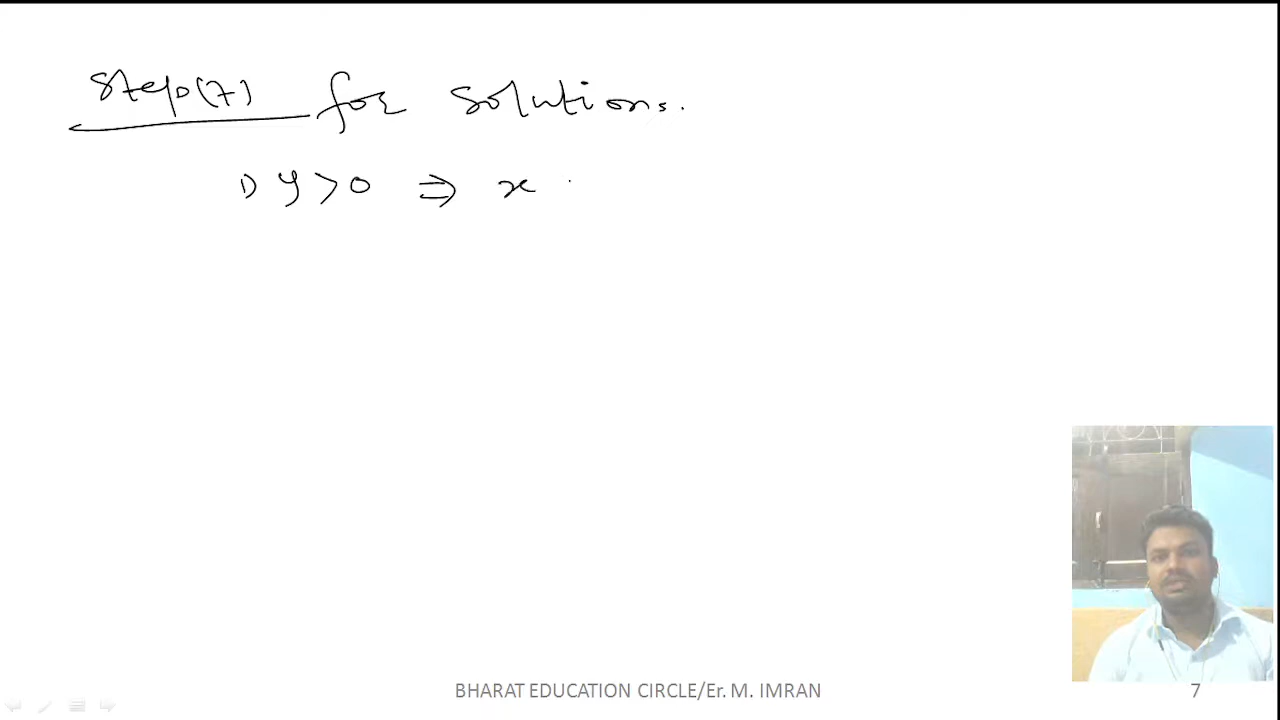 Step(7) for solutions.
1) y > 0 ⇒ x
BHARAT EDUCATION CIRCLE/Er. M. IMRAN
7